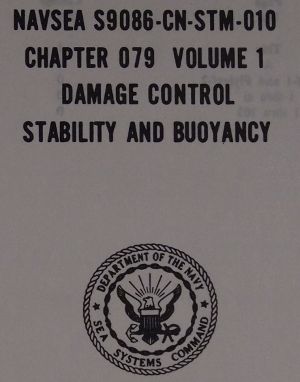 NAVSEA S9086-CN-STM-010
CHAPTER 079 VOLUME 1
DAMAGE CONTROL
STABILITY AND BUOYANCY
DEPARTMENT OF THE NAVY
SEA SYSTEMS COMMAND